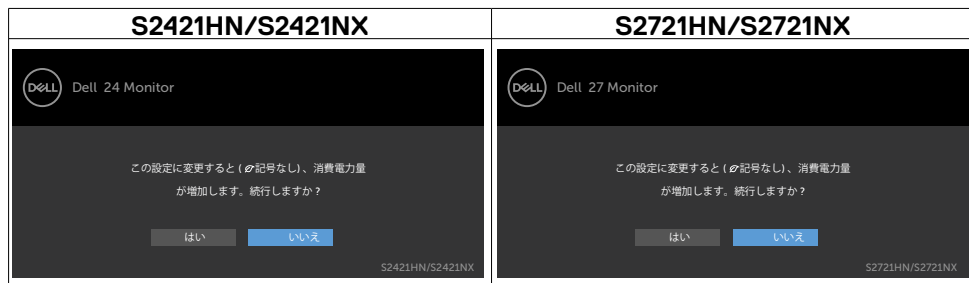 S2421HN/S2421NX
S2721HN/S2721NX
DELL Dell 24 Monitor
この設定に変更すると ( 記号なし) 、消費電力量
が増加します。続行しますか ?
はい いいえ
S2421HN/S2421NX
DELL Dell 27 Monitor
この設定に変更すると ( 記号なし) 、消費電力量
が増加します。続行しますか ?
はい いいえ
S2721HN/S2721NX